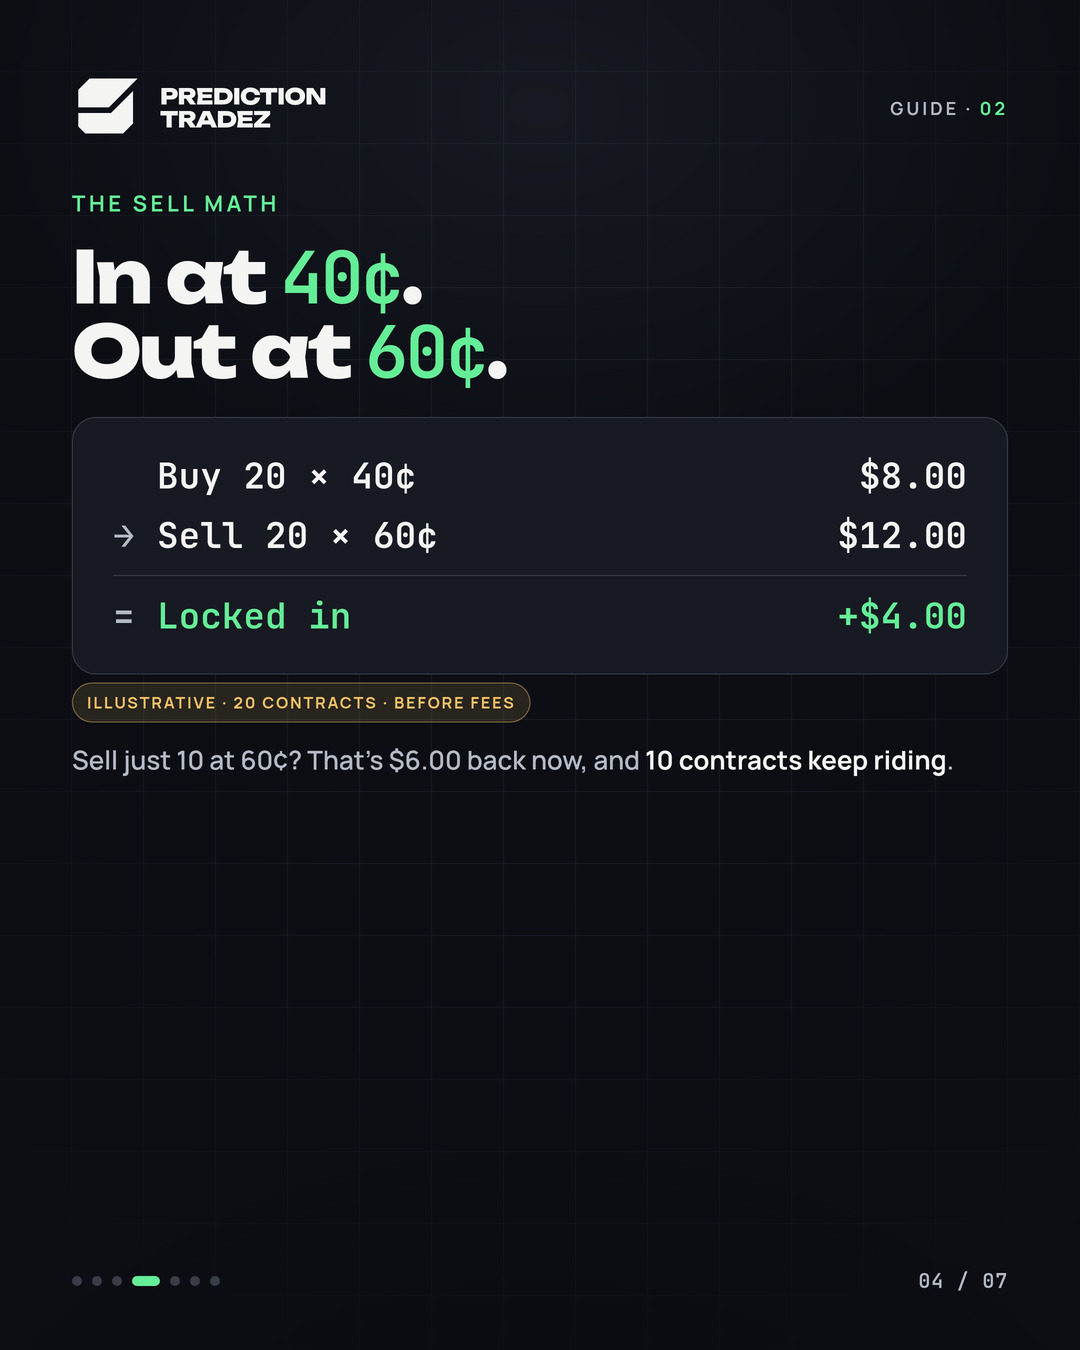 PREDICTION
TRADEZ
GUIDE · 02
THE SELL MATH
In at 40¢.
Out at 60¢.
Buy 20 × 40¢ $8.00
→ Sell 20 × 60¢ $12.00
= Locked in +$4.00
ILLUSTRATIVE · 20 CONTRACTS · BEFORE FEES
Sell just 10 at 60¢? That’s $6.00 back now, and 10 contracts keep riding.
04 / 07